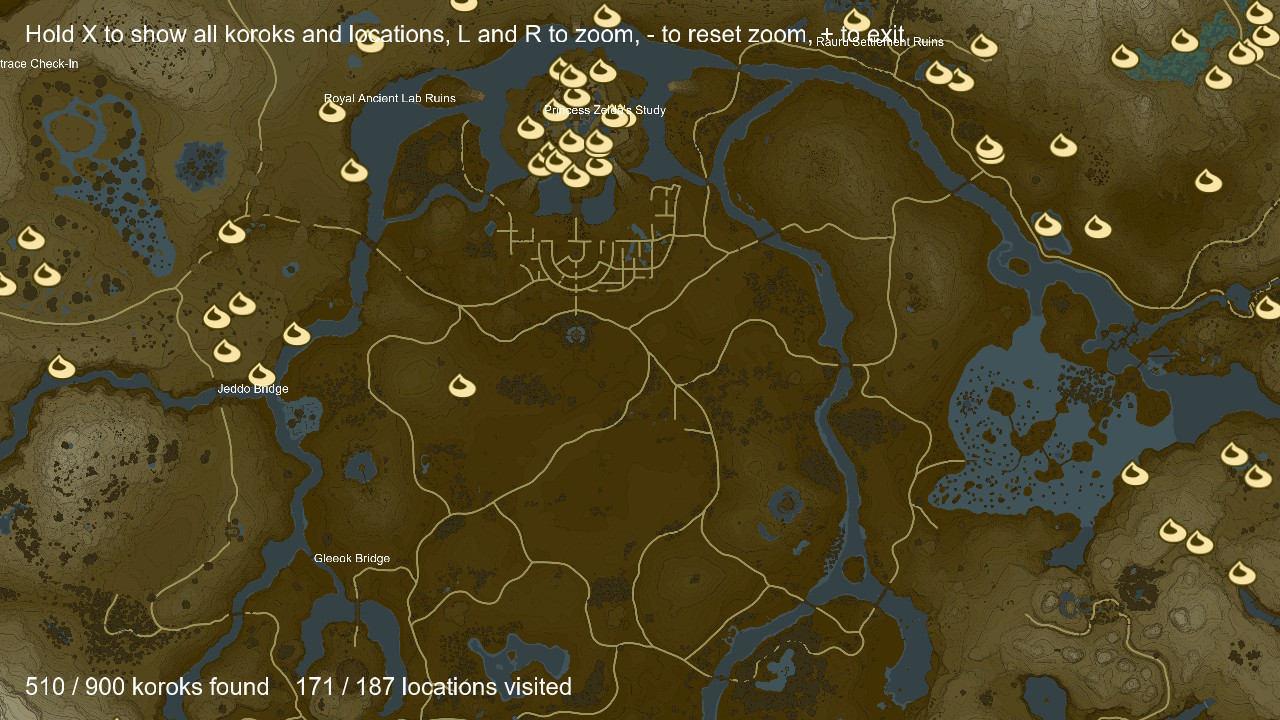 Hold X to show all koroks and locations, L and R to zoom, - to reset zoom, + to exit
Rauru Settlement Ruins
trace Check-In
Royal Ancient Lab Ruins
Princess Zelda's Study
Jeddo Bridge
Gleeok Bridge
510 / 900 koroks found 171 / 187 locations visited